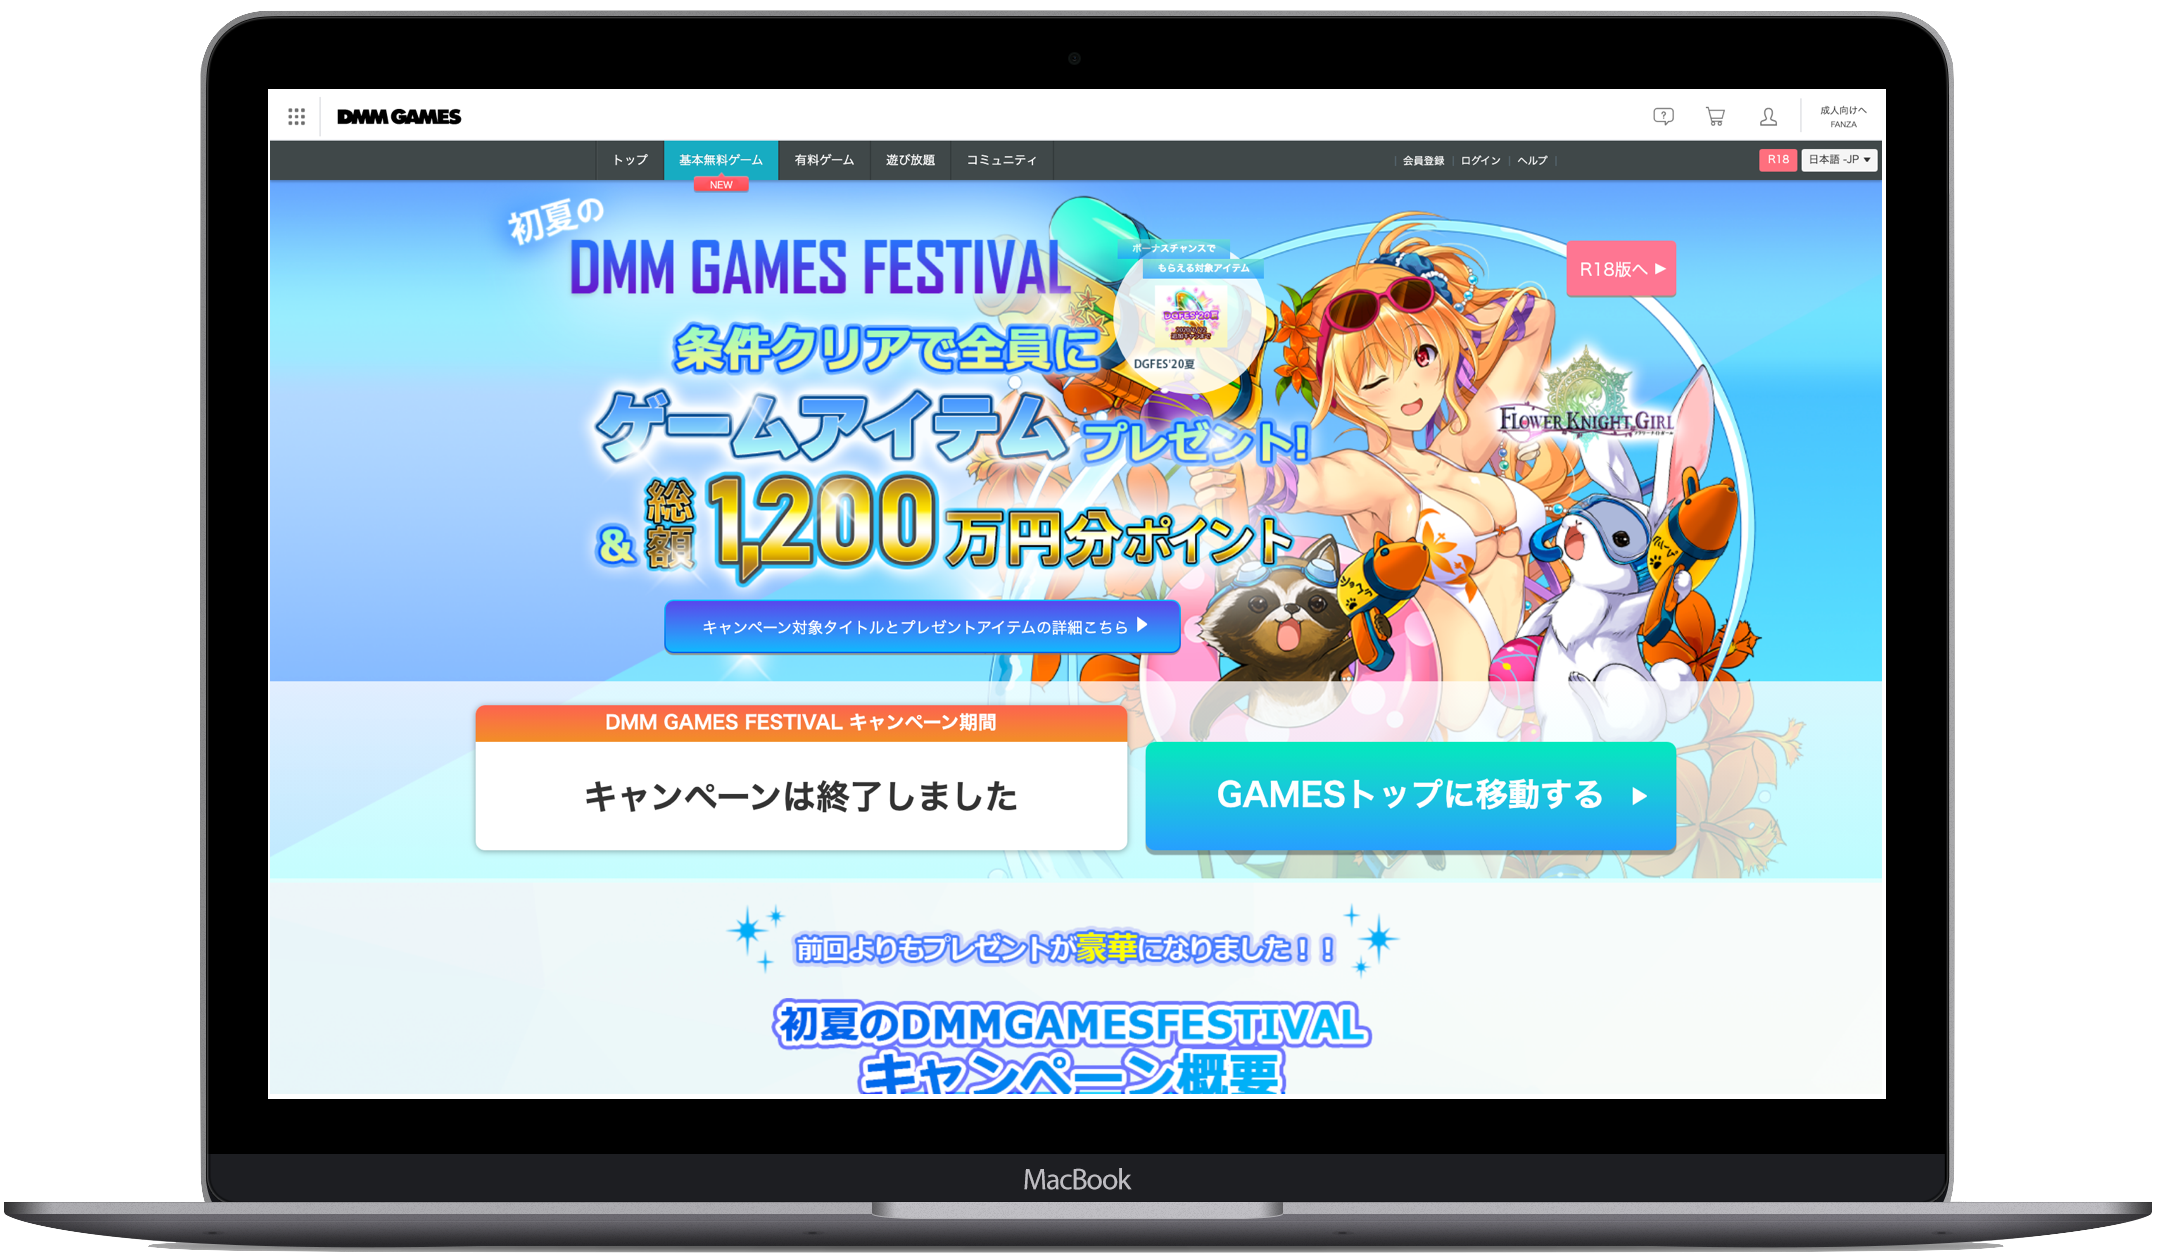 DMM GAMES
成人向けへ
FANZA
トップ
基本無料ゲーム
NEW
有料ゲーム
遊び放題
コミュニティ
会員登録
ログイン
ヘルプ
R18
日本語 -JP
初夏の
DMM GAMES FESTIVAL
ボーナスチャンスで
もらえる対象アイテム
DGFES'20夏
DGFES'20夏
R18版へ
条件クリアで全員に
ゲームアイテムプレゼント!
FLOWER KNIGHT GIRL
&総額1,200万円分ポイント
ショコラ
クリーム
キャンペーン対象タイトルとプレゼントアイテムの詳細こちら
DMM GAMES FESTIVAL キャンペーン期間
キャンペーンは終了しました
GAMESトップに移動する
前回よりもプレゼントが豪華になりました！！
初夏のDMMGAMESFESTIVAL
キャンペーン概要
MacBook